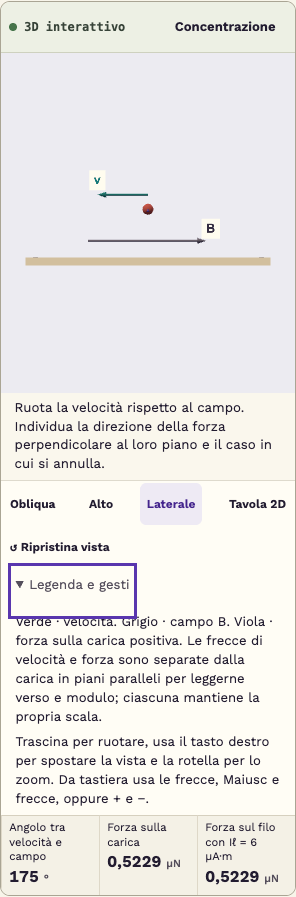 3D interattivo
Concentrazione
v
B
Ruota la velocità rispetto al campo.
Individua la direzione della forza
perpendicolare al loro piano e il caso in
cui si annulla.
Obliqua Alto Laterale Tavola 2D
↺ Ripristina vista
▼ Legenda e gesti
Verde · velocità. Grigio · campo B. Viola ·
forza sulla carica positiva. Le frecce di
velocità e forza sono separate dalla
carica in piani paralleli per leggerne
verso e modulo; ciascuna mantiene la
propria scala.
Trascina per ruotare, usa il tasto destro
per spostare la vista e la rotella per lo
zoom. Da tastiera usa le frecce, Maiusc e
frecce, oppure + e −.
Angolo tra
velocità e
campo
175 °
Forza sulla
carica
0,5229 μN
Forza sul filo
con Iℓ = 6
μA·m
0,5229 μN